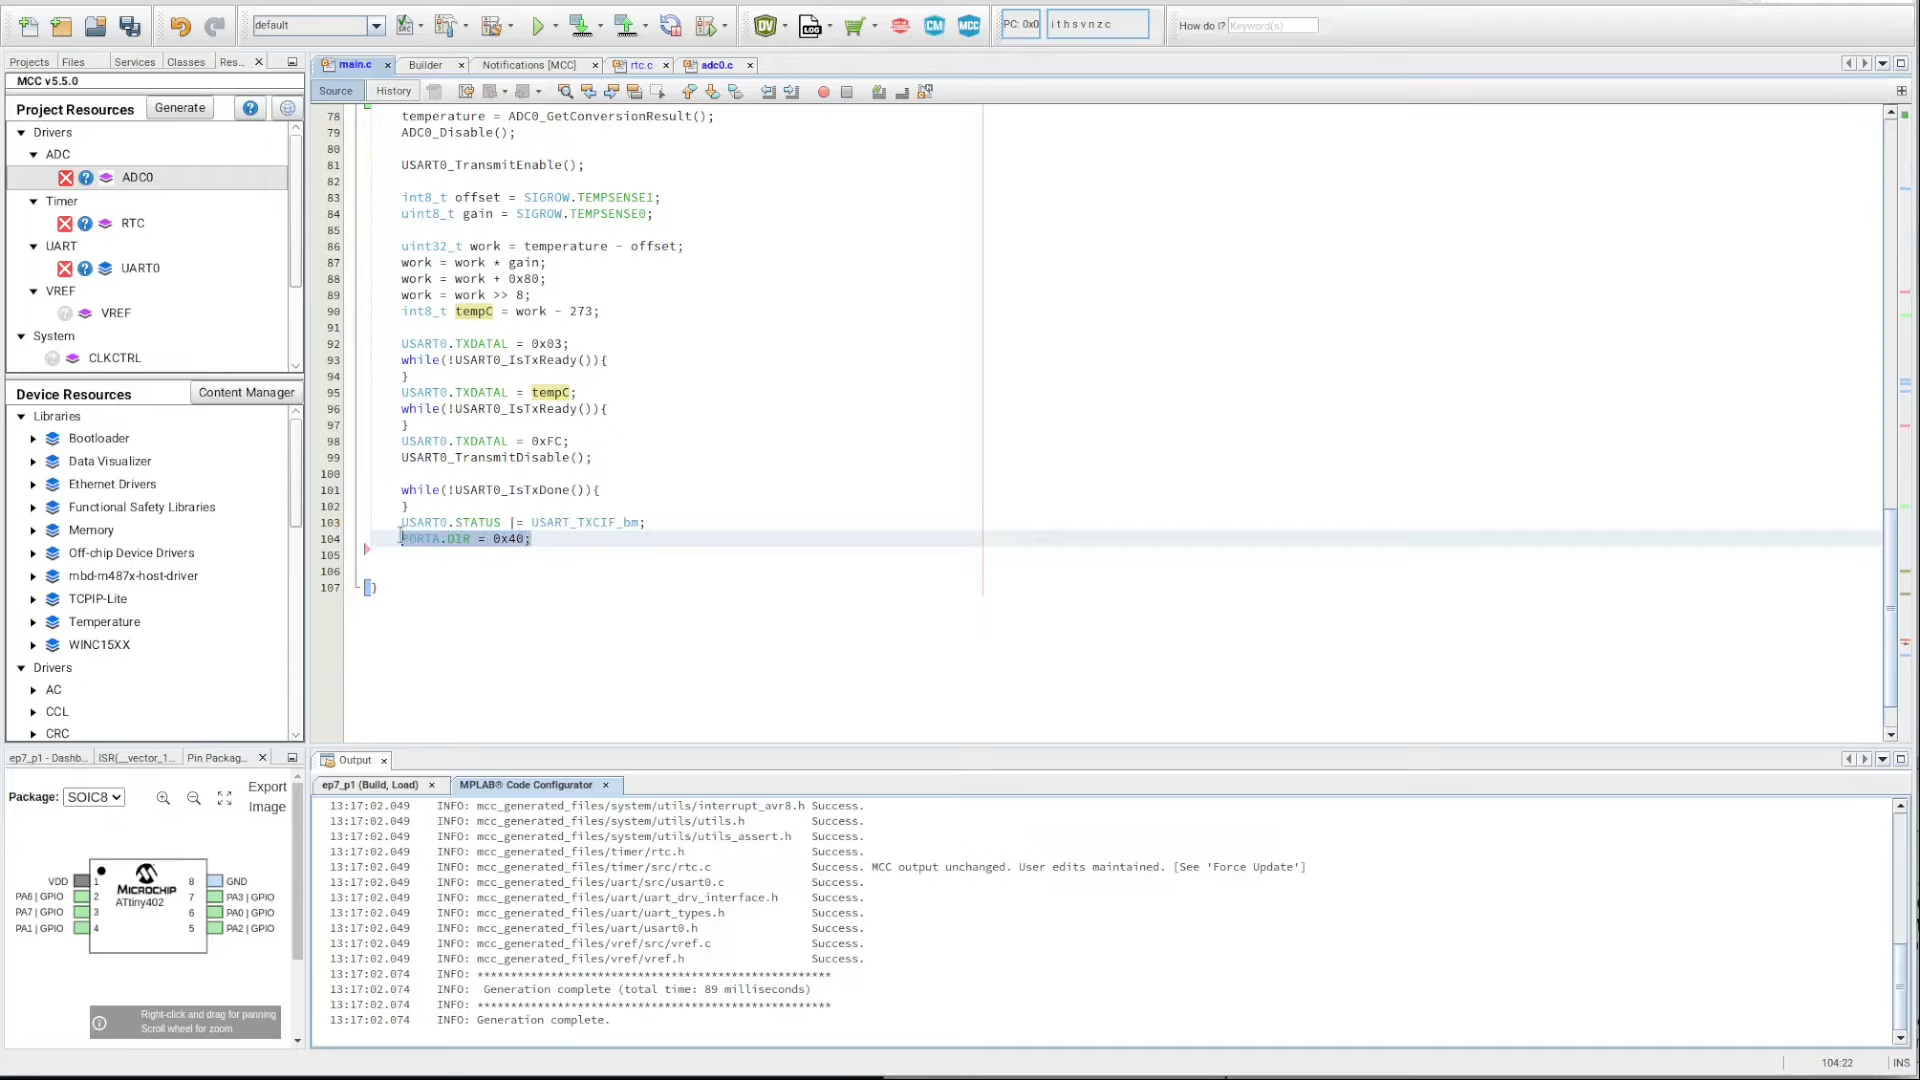 default
PC: 0x0
i t h s v n z c
How do I? Keyword(s)
Projects Files Services Classes Res...
MCC v5.5.0
Project Resources Generate
Drivers
ADC
ADC0
Timer
RTC
UART
UART0
VREF
VREF
System
CLKCTRL
Device Resources Content Manager
Libraries
Bootloader
Data Visualizer
Ethernet Drivers
Functional Safety Libraries
Memory
Off-chip Device Drivers
mbd-m487x-host-driver
TCPIP-Lite
Temperature
WINC15XX
Drivers
AC
CCL
CRC
ep7_p1 - Dashb... ISR(__vector_1... Pin Packag...
Package: SOIC8
Export Image
MICROCHIP
ATtiny402
VDD 1
PA6 | GPIO 2
PA7 | GPIO 3
PA1 | GPIO 4
8 GND
7 PA3 | GPIO
6 PA0 | GPIO
5 PA2 | GPIO
Right-click and drag for panning
Scroll wheel for zoom
main.c Builder Notifications [MCC] rtc.c adc0.c
Source History
78 temperature = ADC0_GetConversionResult();
79 ADC0_Disable();
80
81 USART0_TransmitEnable();
82
83 int8_t offset = SIGROW.TEMPSENSE1;
84 uint8_t gain = SIGROW.TEMPSENSE0;
85
86 uint32_t work = temperature - offset;
87 work = work * gain;
88 work = work + 0x80;
89 work = work >> 8;
90 int8_t tempC = work - 273;
91
92 USART0.TXDATAL = 0x03;
93 while(!USART0_IsTxReady()){
94 }
95 USART0.TXDATAL = tempC;
96 while(!USART0_IsTxReady()){
97 }
98 USART0.TXDATAL = 0xFC;
99 USART0_TransmitDisable();
100
101 while(!USART0_IsTxDone()){
102 }
103 USART0.STATUS |= USART_TXCIF_bm;
104 PORTA.DIR = 0x40;
105
106
107 }
Output
ep7_p1 (Build, Load) MPLAB® Code Configurator
13:17:02.049 INFO: mcc_generated_files/system/utils/interrupt_avr8.h Success.
13:17:02.049 INFO: mcc_generated_files/system/utils/utils.h Success.
13:17:02.049 INFO: mcc_generated_files/system/utils/utils_assert.h Success.
13:17:02.049 INFO: mcc_generated_files/timer/rtc.h Success.
13:17:02.049 INFO: mcc_generated_files/timer/src/rtc.c Success. MCC output unchanged. User edits maintained. [See 'Force Update']
13:17:02.049 INFO: mcc_generated_files/uart/src/usart0.c Success.
13:17:02.049 INFO: mcc_generated_files/uart/uart_drv_interface.h Success.
13:17:02.049 INFO: mcc_generated_files/uart/uart_types.h Success.
13:17:02.049 INFO: mcc_generated_files/uart/usart0.h Success.
13:17:02.049 INFO: mcc_generated_files/vref/src/vref.c Success.
13:17:02.049 INFO: mcc_generated_files/vref/vref.h Success.
13:17:02.074 INFO: **************************************************
13:17:02.074 INFO: Generation complete (total time: 89 milliseconds)
13:17:02.074 INFO: **************************************************
13:17:02.074 INFO: Generation complete.
104:22 INS